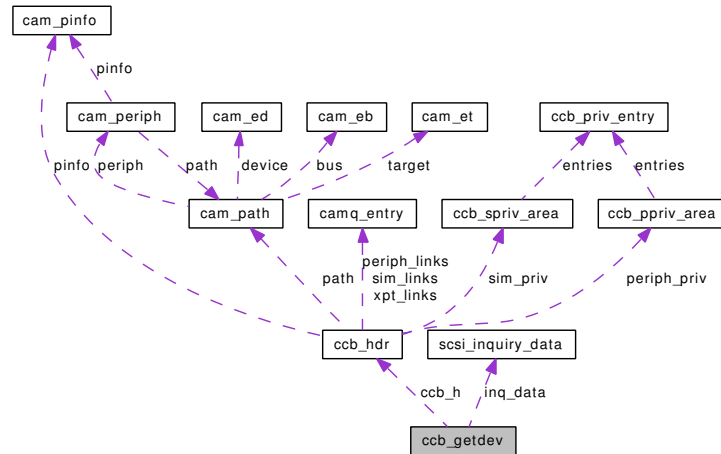 cam_pinfo
pinfo
cam_periph
cam_ed
cam_eb
cam_et
ccb_priv_entry
pinfo
periph
path
device
bus
target
entries
entries
cam_path
camq_entry
ccb_spriv_area
ccb_ppriv_area
path
periph_links
sim_links
xpt_links
sim_priv
periph_priv
ccb_hdr
scsi_inquiry_data
ccb_h
inq_data
ccb_getdev